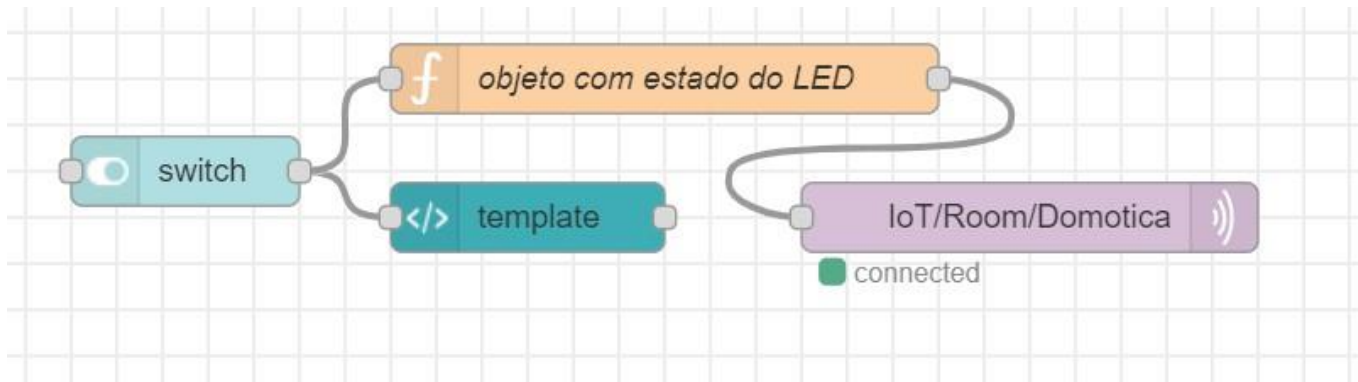 objeto com estado do LED
switch
template
IoT/Room/Domotica
connected